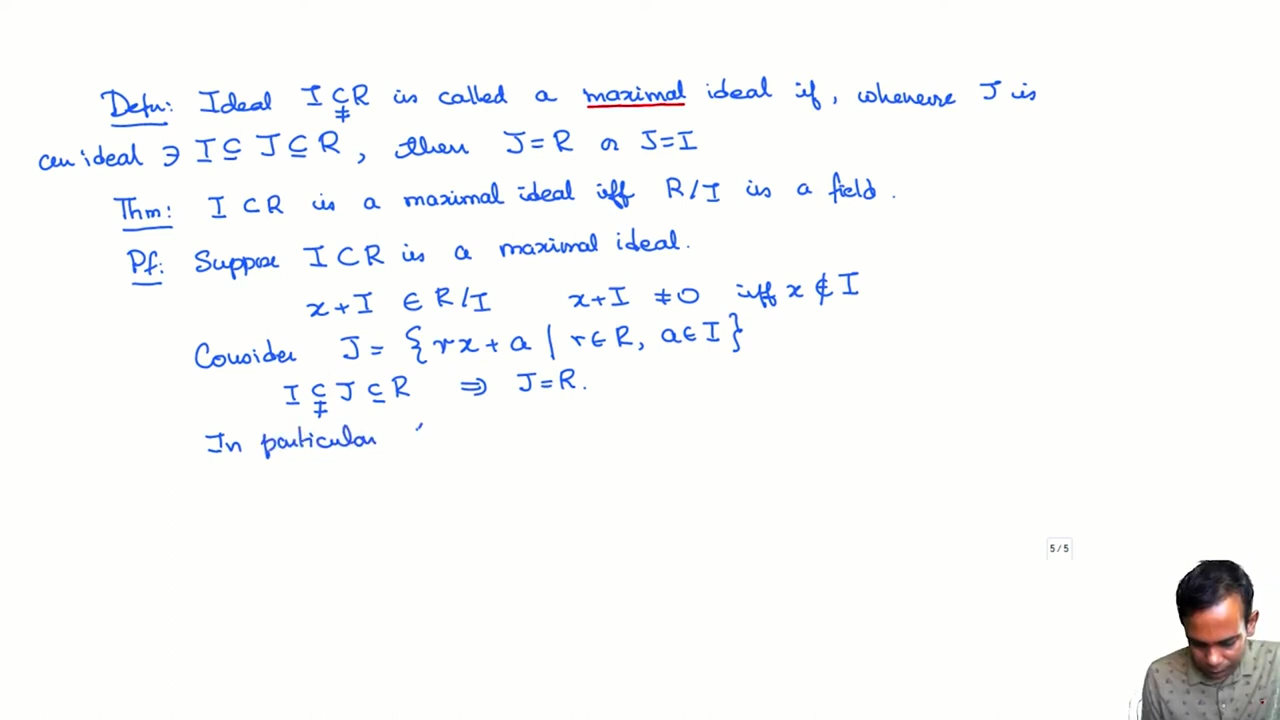 Defn: Ideal I ⊊ R is called a maximal ideal if, whenever J is
an ideal ∋ I ⊆ J ⊆ R, then J=R or J=I
Thm: I ⊂ R is a maximal ideal iff R/I is a field.
Pf: Suppose I ⊂ R is a maximal ideal.
x+I ∈ R/I x+I ≠0 iff x ∉ I
Consider J = {rx+a | r∈R, a∈I}
I ⊊ J ⊆ R ⇒ J=R.
In particular
5/5